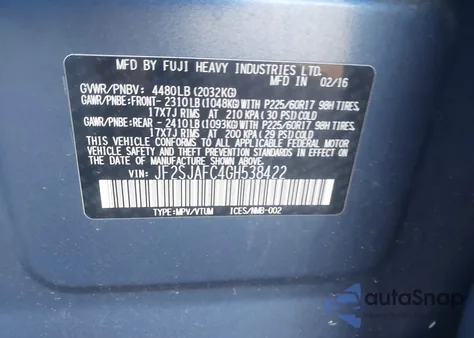 MFD BY FUJI HEAVY INDUSTRIES LTD.
02/16
GVWR/PNBV: 4480LB (2032KG)
GAWR/PNBE: FRONT- 2310LB (1048KG) WITH P225/60R17 98H TIRES,
17X7J RIMS AT 210 KPA (30 PSI) COLD
GAWR/PNBE: REAR - 2410LB (1093KG) WITH P225/60R17 98H TIRES,
17X7J RIMS AT 200 KPA (29 PSI) COLD
THIS VEHICLE CONFORMS TO ALL APPLICABLE FEDERAL MOTOR
VEHICLE SAFETY, BUMPER, AND THEFT PREVENTION STANDARDS
IN EFFECT ON THE DATE OF MANUFACTURE SHOWN ABOVE.
VIN: JF2SJAFC4GH538422
TYPE:MPV/VTUM ICES/NMB-002
autoSnap